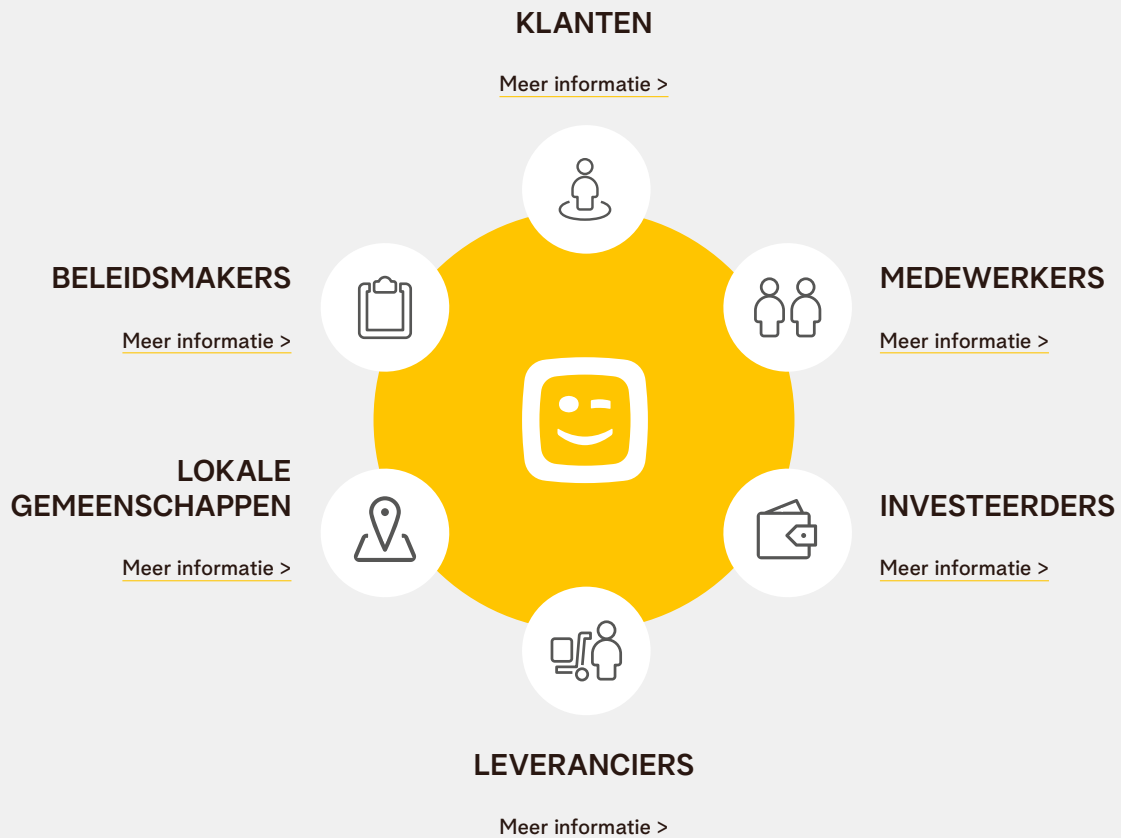 KLANTEN
Meer informatie >
BELEIDSMAKERS
Meer informatie >
MEDEWERKERS
Meer informatie >
LOKALE
GEMEENSCHAPPEN
Meer informatie >
INVESTEERDERS
Meer informatie >
LEVERANCIERS
Meer informatie >